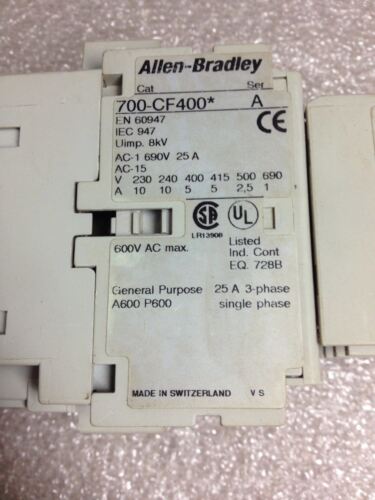 Allen-Bradley
Cat Ser
700-CF400* A
EN 60947
IEC 947
Uimp. 8kV
CE
AC-1 690V 25 A
AC-15
V 230 240 400 415 500 690
A 10 10 5 5 2,5 1
SA UL
LR13908
600V AC max.
Listed
Ind. Cont
EQ. 728B
General Purpose 25 A 3-phase
A600 P600 single phase
MADE IN SWITZERLAND V S